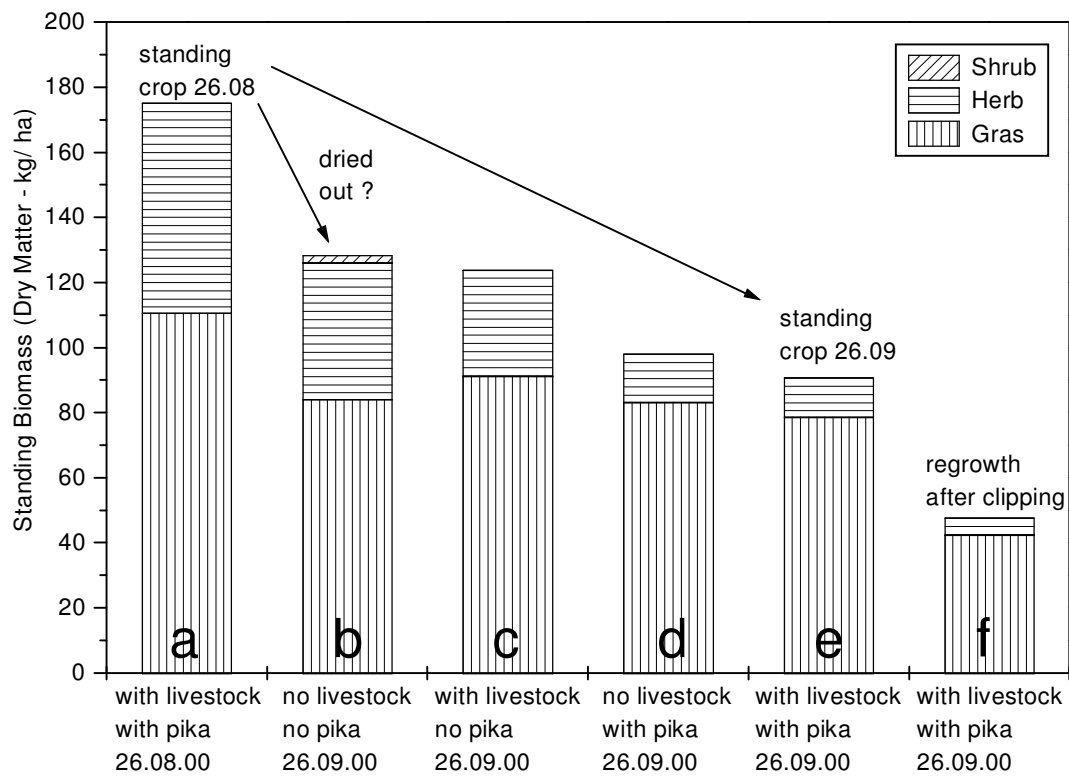 Standing Biomass (Dry Matter - kg/ ha)
200
180
160
140
120
100
80
60
40
20
0
standing
crop 26.08
dried
out ?
standing
crop 26.09
regrowth
after clipping
Shrub
Herb
Gras
a
b
c
d
e
f
with livestock
with pika
26.08.00
no livestock
no pika
26.09.00
with livestock
no pika
26.09.00
no livestock
with pika
26.09.00
with livestock
with pika
26.09.00
with livestock
with pika
26.09.00